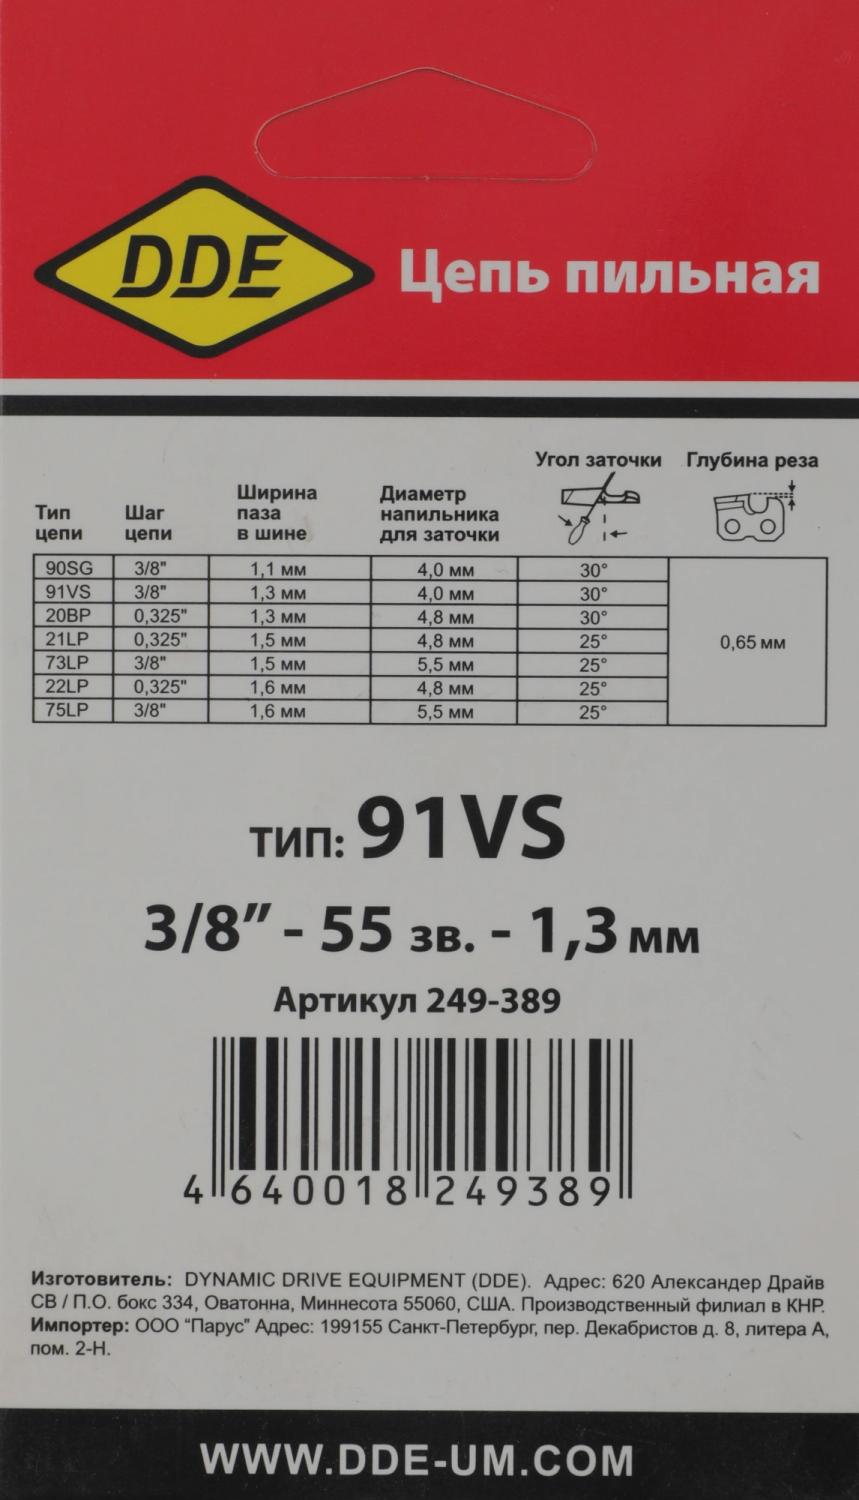 DDE
Цепь пильная
Тип цепи
Шаг цепи
Ширина паза в шине
Диаметр напильника для заточки
Угол заточки
Глубина реза
90SG 3/8" 1,1 мм 4,0 мм 30°
91VS 3/8" 1,3 мм 4,0 мм 30°
20BP 0,325" 1,3 мм 4,8 мм 30°
21LP 0,325" 1,5 мм 4,8 мм 25°
73LP 3/8" 1,5 мм 5,5 мм 25°
22LP 0,325" 1,6 мм 4,8 мм 25°
75LP 3/8" 1,6 мм 5,5 мм 25°
0,65 мм
тип: 91VS
3/8” - 55 зв. - 1,3 мм
Артикул 249-389
4 640018 249389
Изготовитель: DYNAMIC DRIVE EQUIPMENT (DDE). Адрес: 620 Александер Драйв
СВ / П.О. бокс 334, Оватонна, Миннесота 55060, США. Производственный филиал в КНР.
Импортер: ООО “Парус” Адрес: 199155 Санкт-Петербург, пер. Декабристов д. 8, литера А,
пом. 2-Н.
WWW.DDE-UM.COM